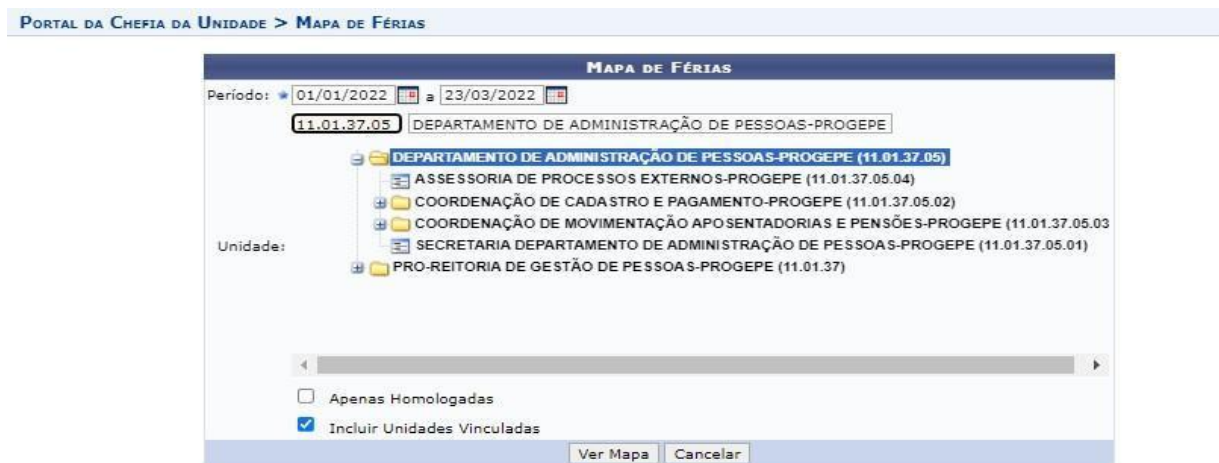 PORTAL DA CHEFIA DA UNIDADE > MAPA DE FÉRIAS
MAPA DE FÉRIAS
Período: 01/01/2022 a 23/03/2022
11.01.37.05 DEPARTAMENTO DE ADMINISTRAÇÃO DE PESSOAS-PROGEPE
DEPARTAMENTO DE ADMINISTRAÇÃO DE PESSOAS-PROGEPE (11.01.37.05)
ASSESSORIA DE PROCESSOS EXTERNOS-PROGEPE (11.01.37.05.04)
COORDENAÇÃO DE CADASTRO E PAGAMENTO-PROGEPE (11.01.37.05.02)
COORDENAÇÃO DE MOVIMENTAÇÃO APOSENTADORIAS E PENSÕES-PROGEPE (11.01.37.05.03
Unidade:
SECRETARIA DEPARTAMENTO DE ADMINISTRAÇÃO DE PESSOAS-PROGEPE (11.01.37.05.01)
PRO-REITORIA DE GESTÃO DE PESSOAS-PROGEPE (11.01.37)
Apenas Homologadas
Incluir Unidades Vinculadas
Ver Mapa Cancelar